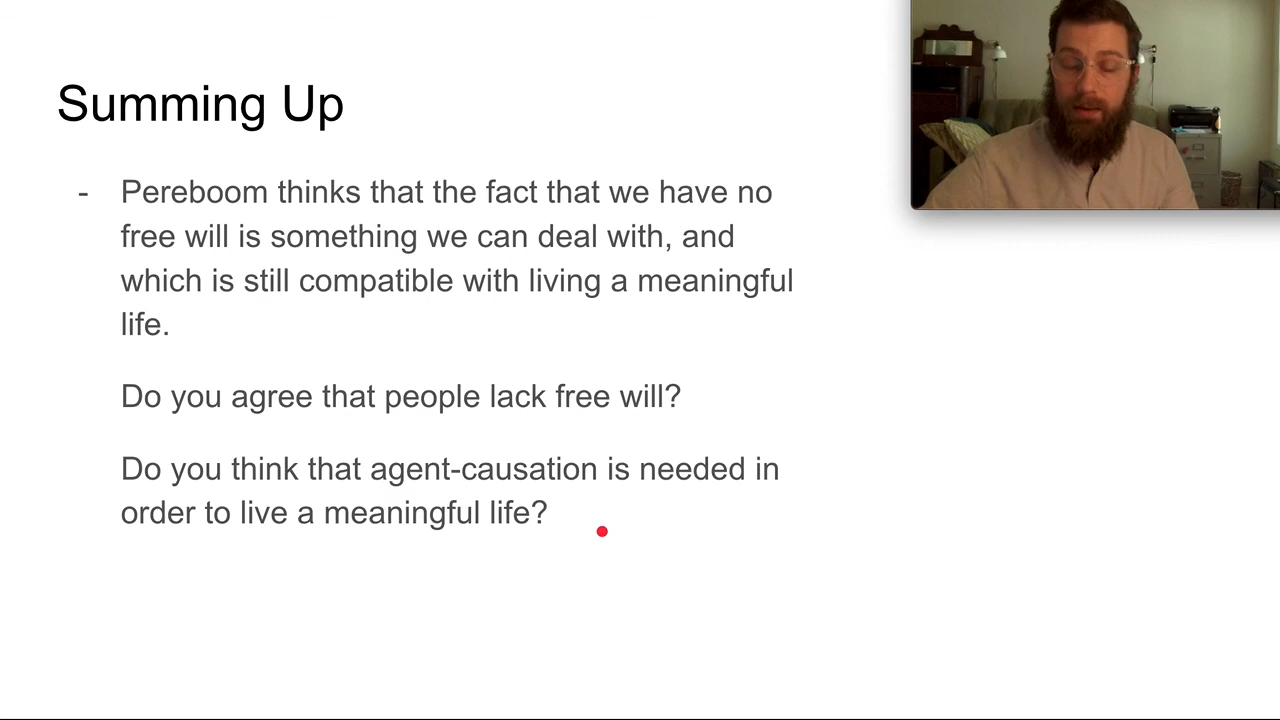 Summing Up
- Pereboom thinks that the fact that we have no
free will is something we can deal with, and
which is still compatible with living a meaningful
life.
Do you agree that people lack free will?
Do you think that agent-causation is needed in
order to live a meaningful life?